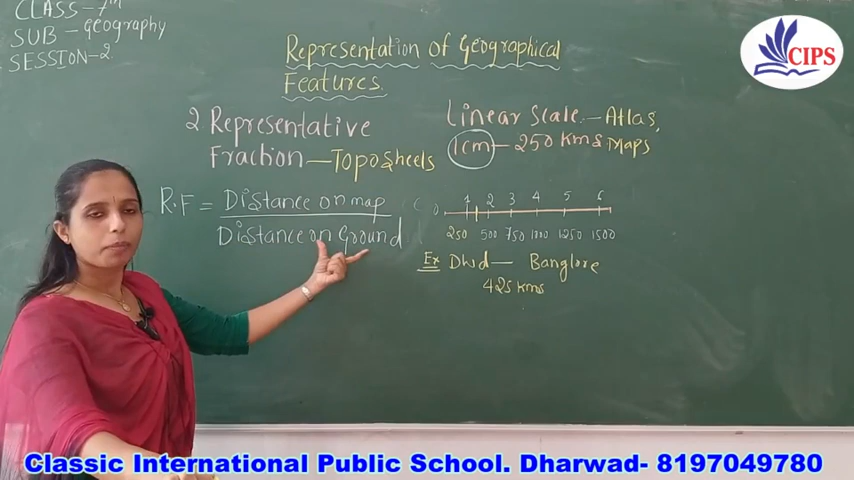 CLASS - 7th
SUB - Geography
SESSION-2
Representation of Geographical
Features.
CIPS
2. Representative
Fraction — Toposheels
R.F = Distance on map
Distance on Ground
Linear Scale. — Atlas,
1cm — 250 kms Maps
0 1 2 3 4 5 6
250 500 750 1000 1250 1500
Ex Dwd — Banglore
425 kms
Classic International Public School. Dharwad- 8197049780